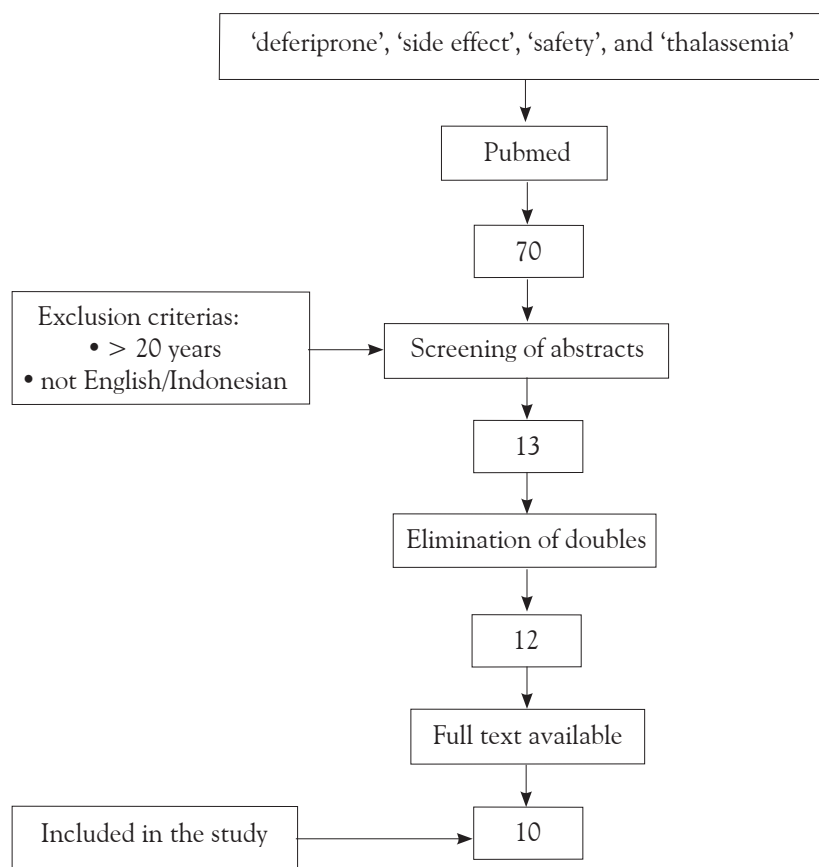 ‘deferiprone’, ‘side effect’, ‘safety’, and ‘thalassemia’
Pubmed
70
Exclusion criterias:
• > 20 years
• not English/Indonesian
Screening of abstracts
13
Elimination of doubles
12
Full text available
Included in the study
10